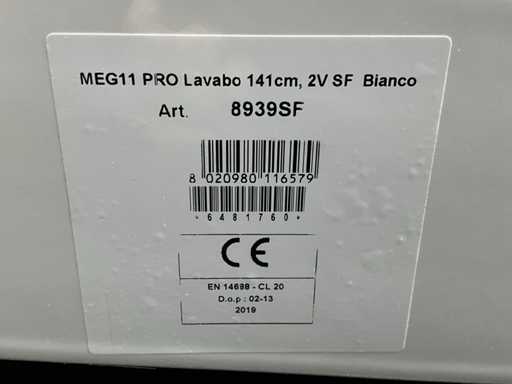 MEG11 PRO Lavabo 141cm, 2V SF Bianco
Art. 8939SF
8 020980 116579
*6481760*
CE
EN 14688 - CL 20
D.o.p : 02-13
2019